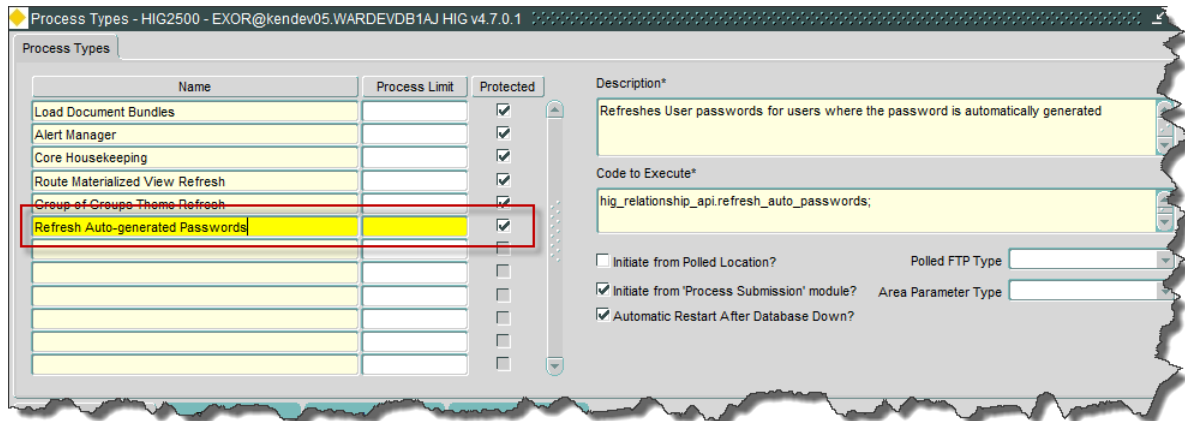 Process Types - HIG2500 - EXOR@kendev05.WARDEVDB1AJ HIG v4.7.0.1
Process Types
Name Process Limit Protected
Load Document Bundles
Alert Manager
Core Housekeeping
Route Materialized View Refresh
Group of Groups Theme Refresh
Refresh Auto-generated Passwords
Description*
Refreshes User passwords for users where the password is automatically generated
Code to Execute*
hig_relationship_api.refresh_auto_passwords;
Initiate from Polled Location? Polled FTP Type
Initiate from 'Process Submission' module? Area Parameter Type
Automatic Restart After Database Down?